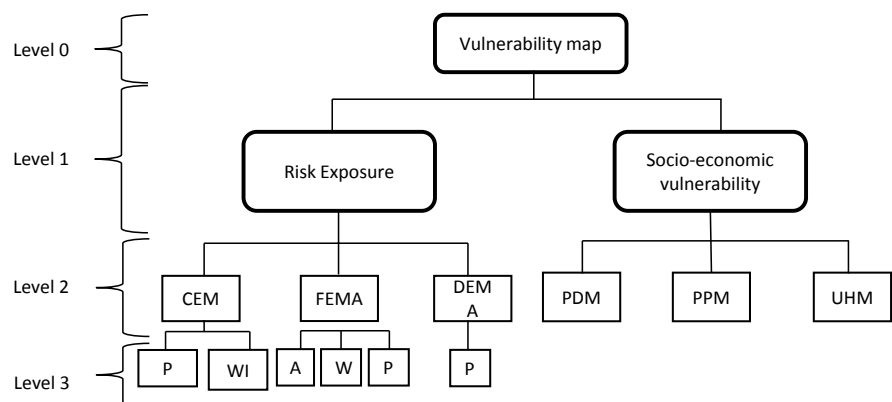 Level 0
Vulnerability map
Level 1
Risk Exposure
Socio-economic
vulnerability
Level 2
CEM
FEMA
DEM
A
PDM
PPM
UHM
Level 3
P
WI
A
W
P
P